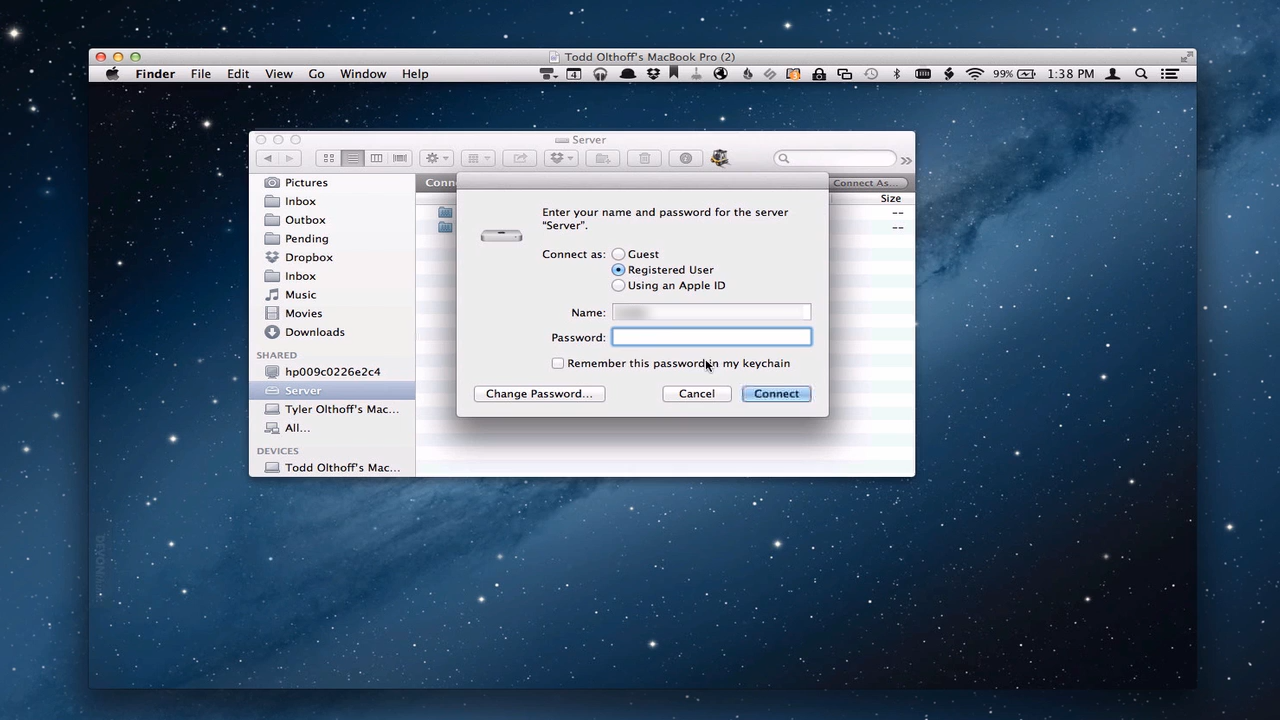 Todd Olthoff's MacBook Pro (2)
Finder File Edit View Go Window Help 4 99% 1:38 PM
Server
Pictures
Inbox
Outbox
Pending
Dropbox
Inbox
Music
Movies
Downloads
SHARED
hp009c0226e2c4
Server
Tyler Olthoff's Mac...
All...
DEVICES
Todd Olthoff's Mac...
Connect As...
Size
--
--
Enter your name and password for the server
“Server”.
Connect as: Guest
Registered User
Using an Apple ID
Name:
Password:
Remember this password in my keychain
Change Password... Cancel Connect